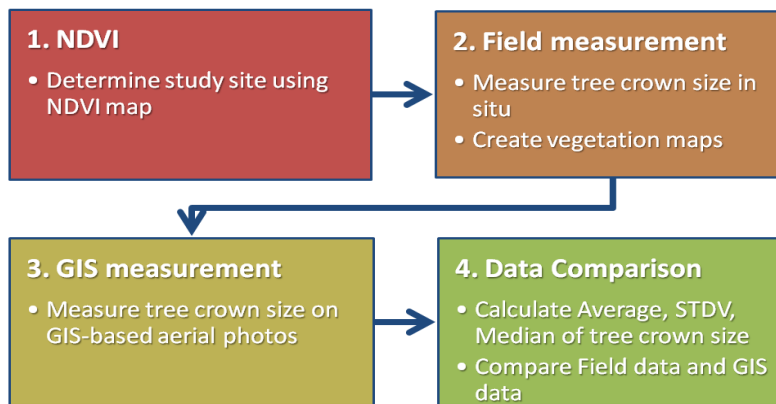 1. NDVI
• Determine study site using
NDVI map
2. Field measurement
• Measure tree crown size in
situ
• Create vegetation maps
3. GIS measurement
• Measure tree crown size on
GIS-based aerial photos
4. Data Comparison
• Calculate Average, STDV,
Median of tree crown size
• Compare Field data and GIS
data